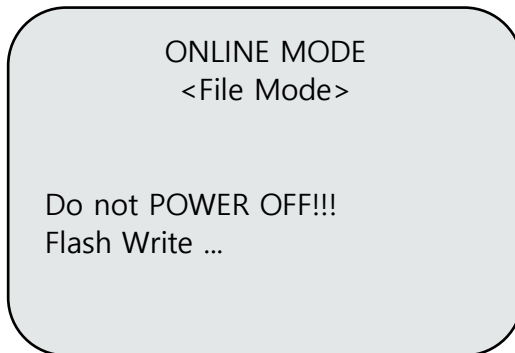 ONLINE MODE
<File Mode>
Do not POWER OFF!!!
Flash Write ...